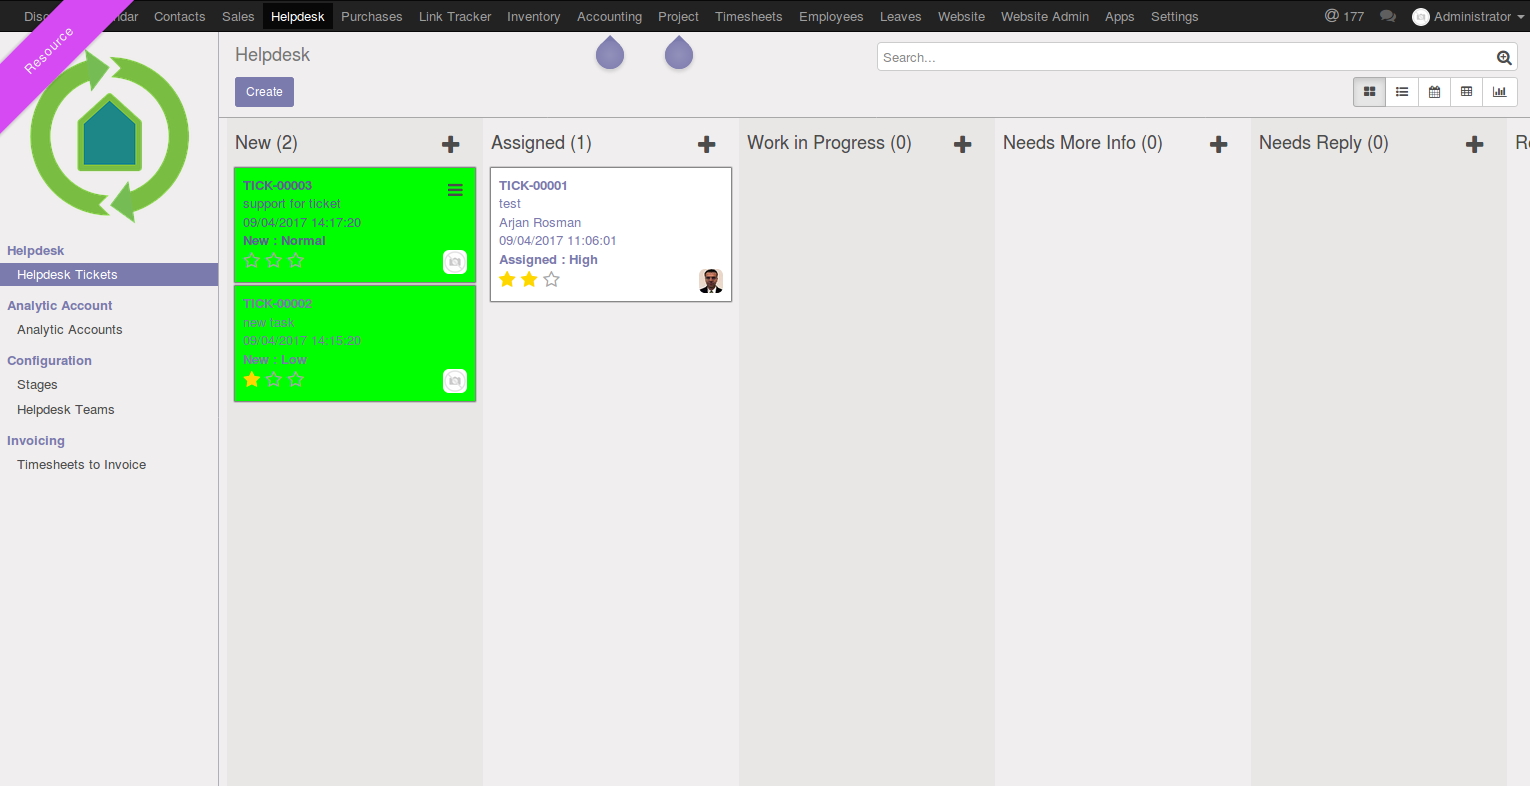 Contacts Sales Helpdesk Purchases Link Tracker Inventory Accounting Project Timesheets Employees Leaves Website Website Admin Apps Settings @ 177 Administrator
Resource
Helpdesk
Search...
Create
New (2)
Assigned (1)
Work in Progress (0)
Needs More Info (0)
Needs Reply (0)
TICK-00003
support for ticket
09/04/2017 14:17:20
New : Normal
TICK-00002
new task
09/04/2017 14:15:20
New : Low
TICK-00001
test
Arjan Rosman
09/04/2017 11:06:01
Assigned : High
Helpdesk
Helpdesk Tickets
Analytic Account
Analytic Accounts
Configuration
Stages
Helpdesk Teams
Invoicing
Timesheets to Invoice